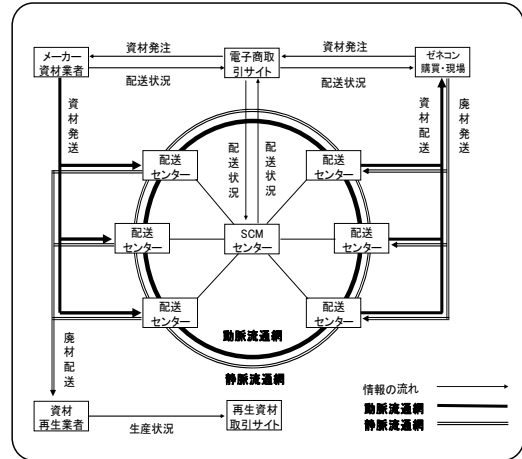 資材発注
資材発注
メーカー
資材業者
電子商取
引サイト
ゼネコン
購買・現場
配送状況
配送状況
資材発送
配送状況
配送状況
資材配送
廃材発送
配送
センター
配送
センター
配送
センター
SCM
センター
配送
センター
配送
センター
配送
センター
動脈流通網
静脈流通網
廃材配送
情報の流れ
動脈流通網
静脈流通網
資材
再生業者
生産状況
再生資材
取引サイト